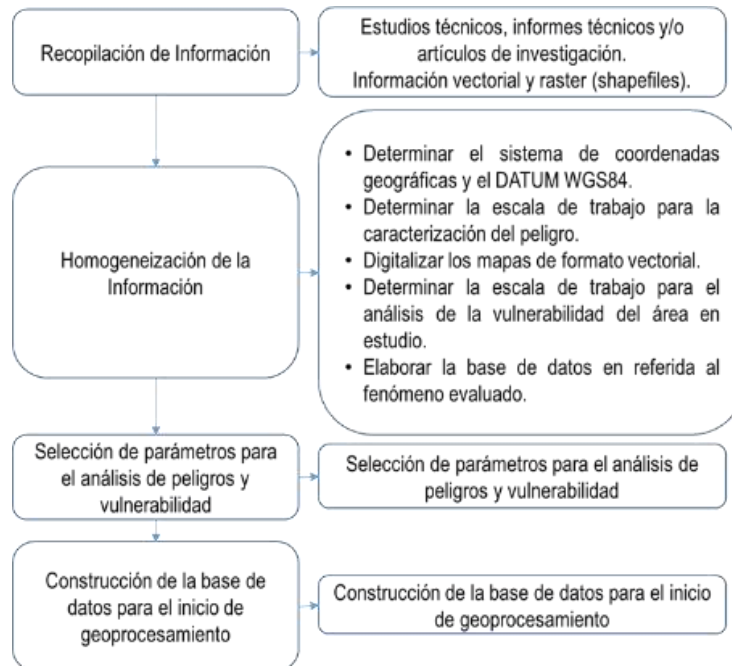 Recopilación de Información
Estudios técnicos, informes técnicos y/o
artículos de investigación.
Información vectorial y raster (shapefiles).
Homogeneización de la
Información
• Determinar el sistema de coordenadas
geográficas y el DATUM WGS84.
• Determinar la escala de trabajo para la
caracterización del peligro.
• Digitalizar los mapas de formato vectorial.
• Determinar la escala de trabajo para el
análisis de la vulnerabilidad del área en
estudio.
• Elaborar la base de datos en referida al
fenómeno evaluado.
Selección de parámetros para
el análisis de peligros y
vulnerabilidad
Selección de parámetros para el análisis de
peligros y vulnerabilidad
Construcción de la base de
datos para el inicio de
geoprocesamiento
Construcción de la base de datos para el inicio
de geoprocesamiento